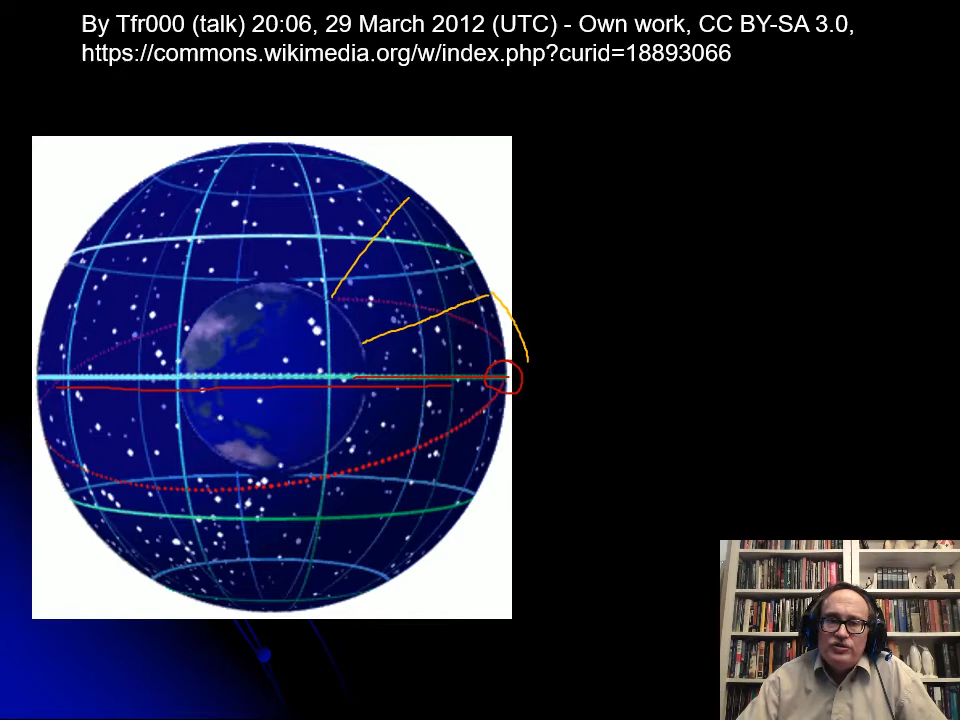 By Tfr000 (talk) 20:06, 29 March 2012 (UTC) - Own work, CC BY-SA 3.0,
https://commons.wikimedia.org/w/index.php?curid=18893066